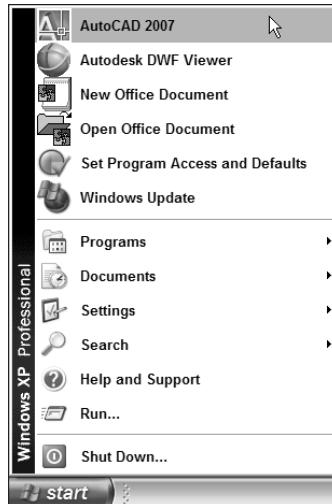 AutoCAD 2007
Autodesk DWF Viewer
New Office Document
Open Office Document
Set Program Access and Defaults
Windows Update
Programs
Documents
Settings
Search
Help and Support
Run...
Shut Down...
Windows XP Professional
start